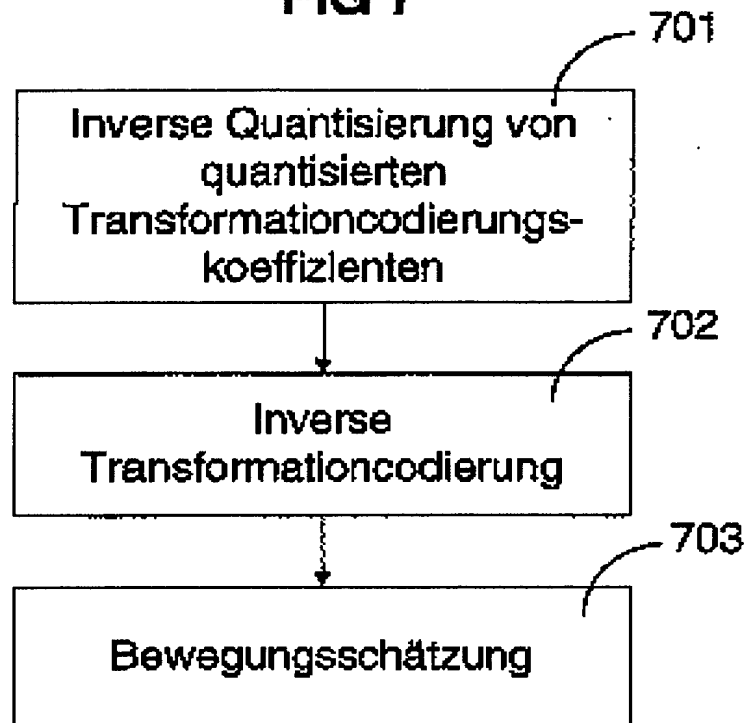 FIG 7
701
Inverse Quantisierung von
quantisierten
Transformationcodierungs-
koeffizienten
702
Inverse
Transformationcodierung
703
Bewegungsschätzung